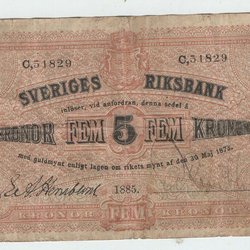 C,51829 C,51829
SVERIGES RIKSBANK
inlöser, vid anfordran, denna sedel å
KRONOR FEM 5 FEM KRONOR
med guldmynt enligt lagen om rikets mynt af den 30 Maj 1873.
1885.
KRONOR FEM KRONOR